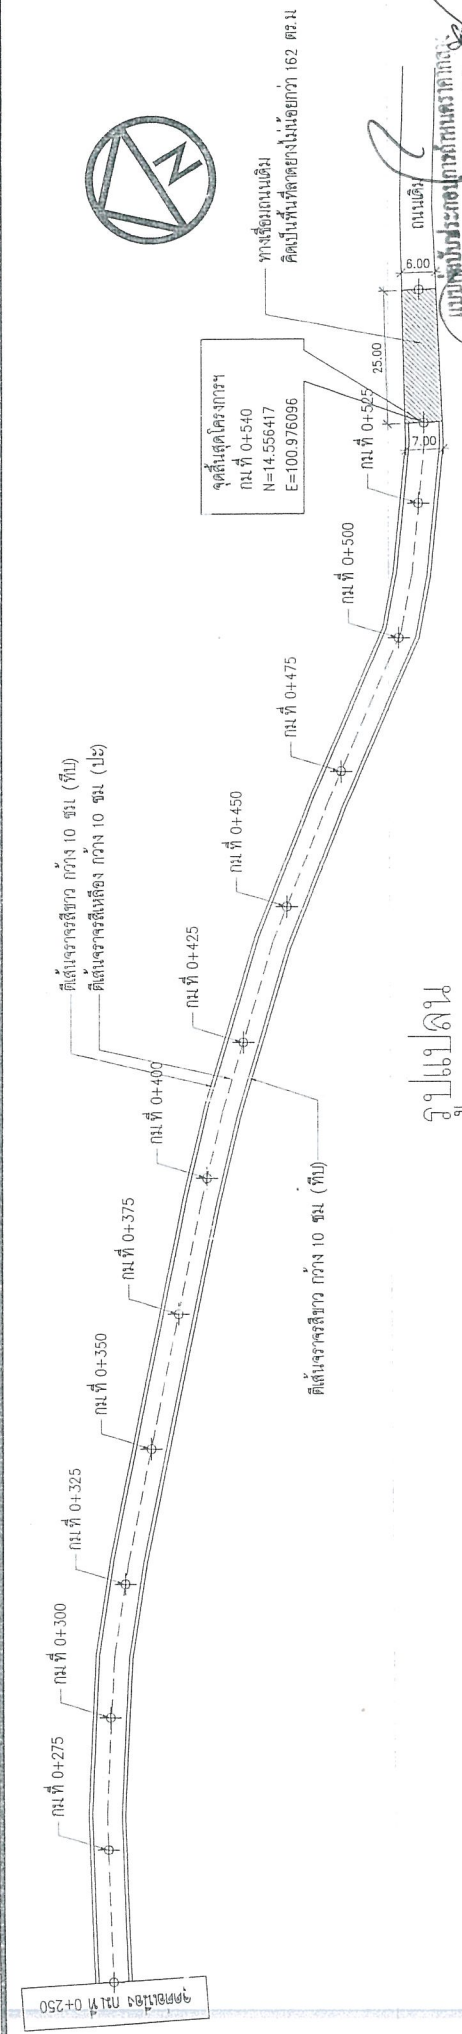 จุดต่อเนื่อง กม.ที่ 0+250
กม.ที่ 0+275
กม.ที่ 0+300
กม.ที่ 0+325
กม.ที่ 0+350
กม.ที่ 0+375
กม.ที่ 0+400
กม.ที่ 0+425
กม.ที่ 0+450
กม.ที่ 0+475
กม.ที่ 0+500
กม.ที่ 0+525
ตีเส้นจราจรสีขาว กว้าง 10 ซม. (ทึบ)
ตีเส้นจราจรสีเหลือง กว้าง 10 ซม. (ปะ)
ตีเส้นจราจรสีขาว กว้าง 10 ซม. (ทึบ)
จุดสิ้นสุดโครงการฯ
กม.ที่ 0+540
N=14.556417
E=100.976096
N
ทางเชื่อมถนนเดิม
คิดเป็นพื้นที่ลาดยางไม่น้อยกว่า 162 ตร.ม
25.00
6.00
7.00
ถนนเดิม
รูปแปลน